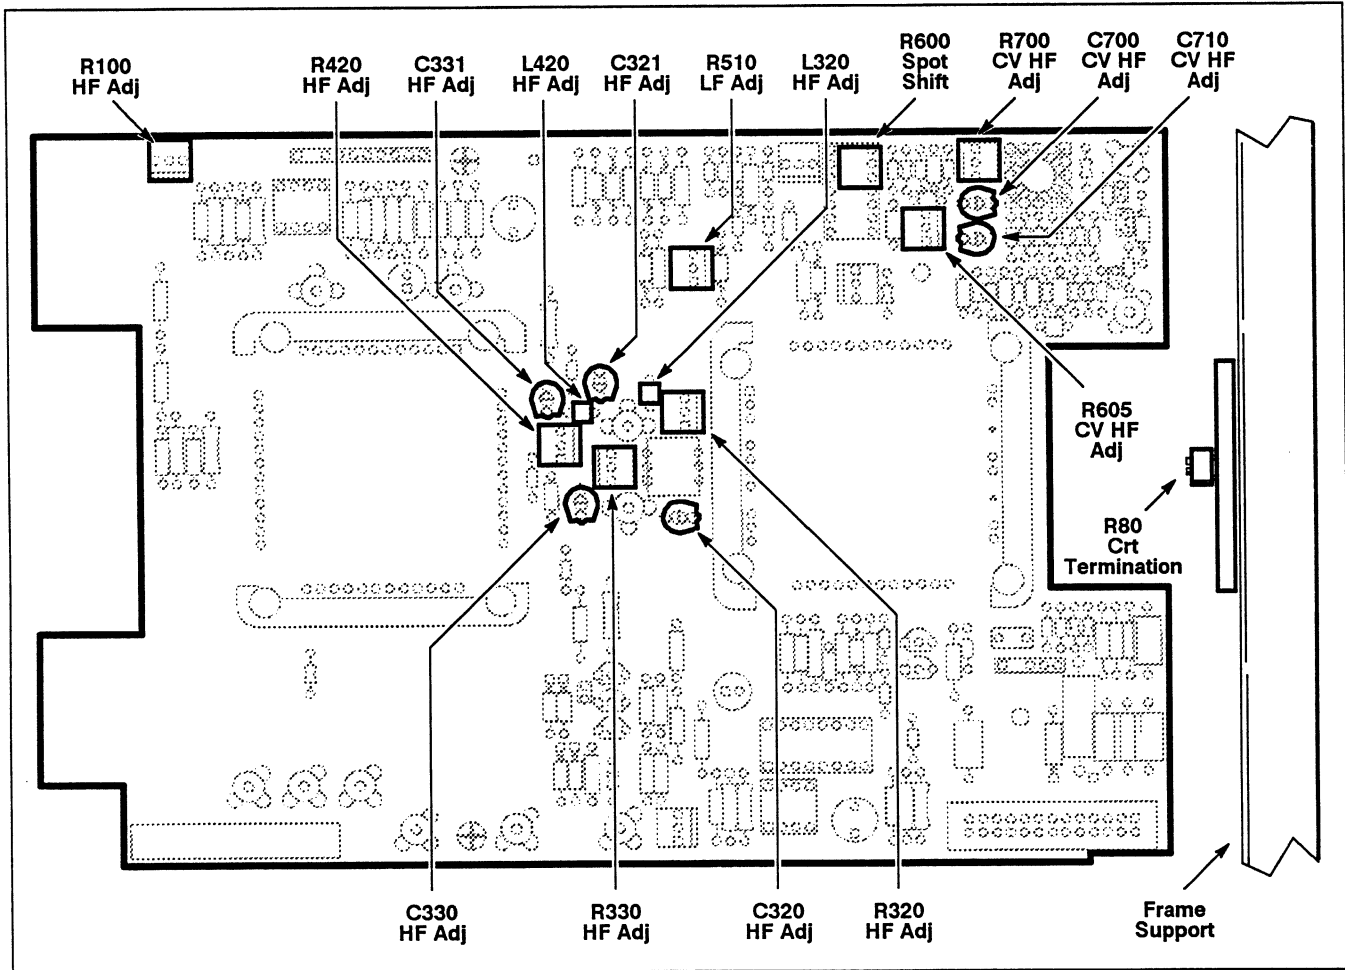 R100
HF Adj
R420
HF Adj
C331
HF Adj
L420
HF Adj
C321
HF Adj
R510
LF Adj
L320
HF Adj
R600
Spot
Shift
R700
CV HF
Adj
C700
CV HF
Adj
C710
CV HF
Adj
R605
CV HF
Adj
R80
Crt
Termination
C330
HF Adj
R330
HF Adj
C320
HF Adj
R320
HF Adj
Frame
Support